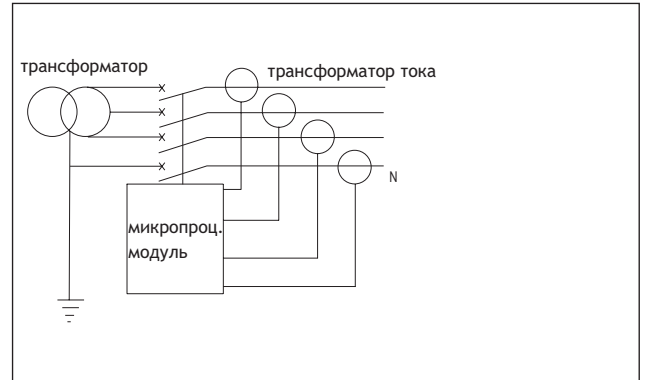 трансформатор
трансформатор тока
N
микропроц.
модуль